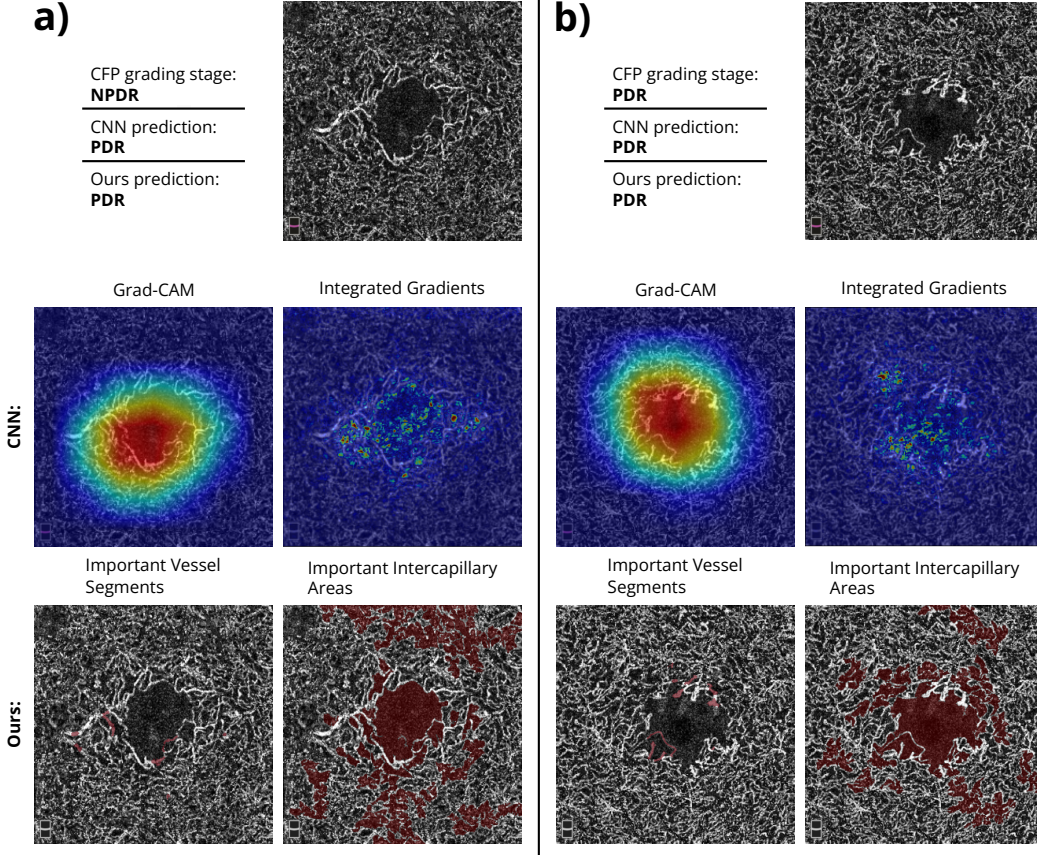 a)
CFP grading stage:
NPDR
CNN prediction:
PDR
Ours prediction:
PDR
Grad-CAM
Integrated Gradients
CNN:
Important Vessel
Segments
Important Intercapillary
Areas
Ours:
b)
CFP grading stage:
PDR
CNN prediction:
PDR
Ours prediction:
PDR
Grad-CAM
Integrated Gradients
Important Vessel
Segments
Important Intercapillary
Areas